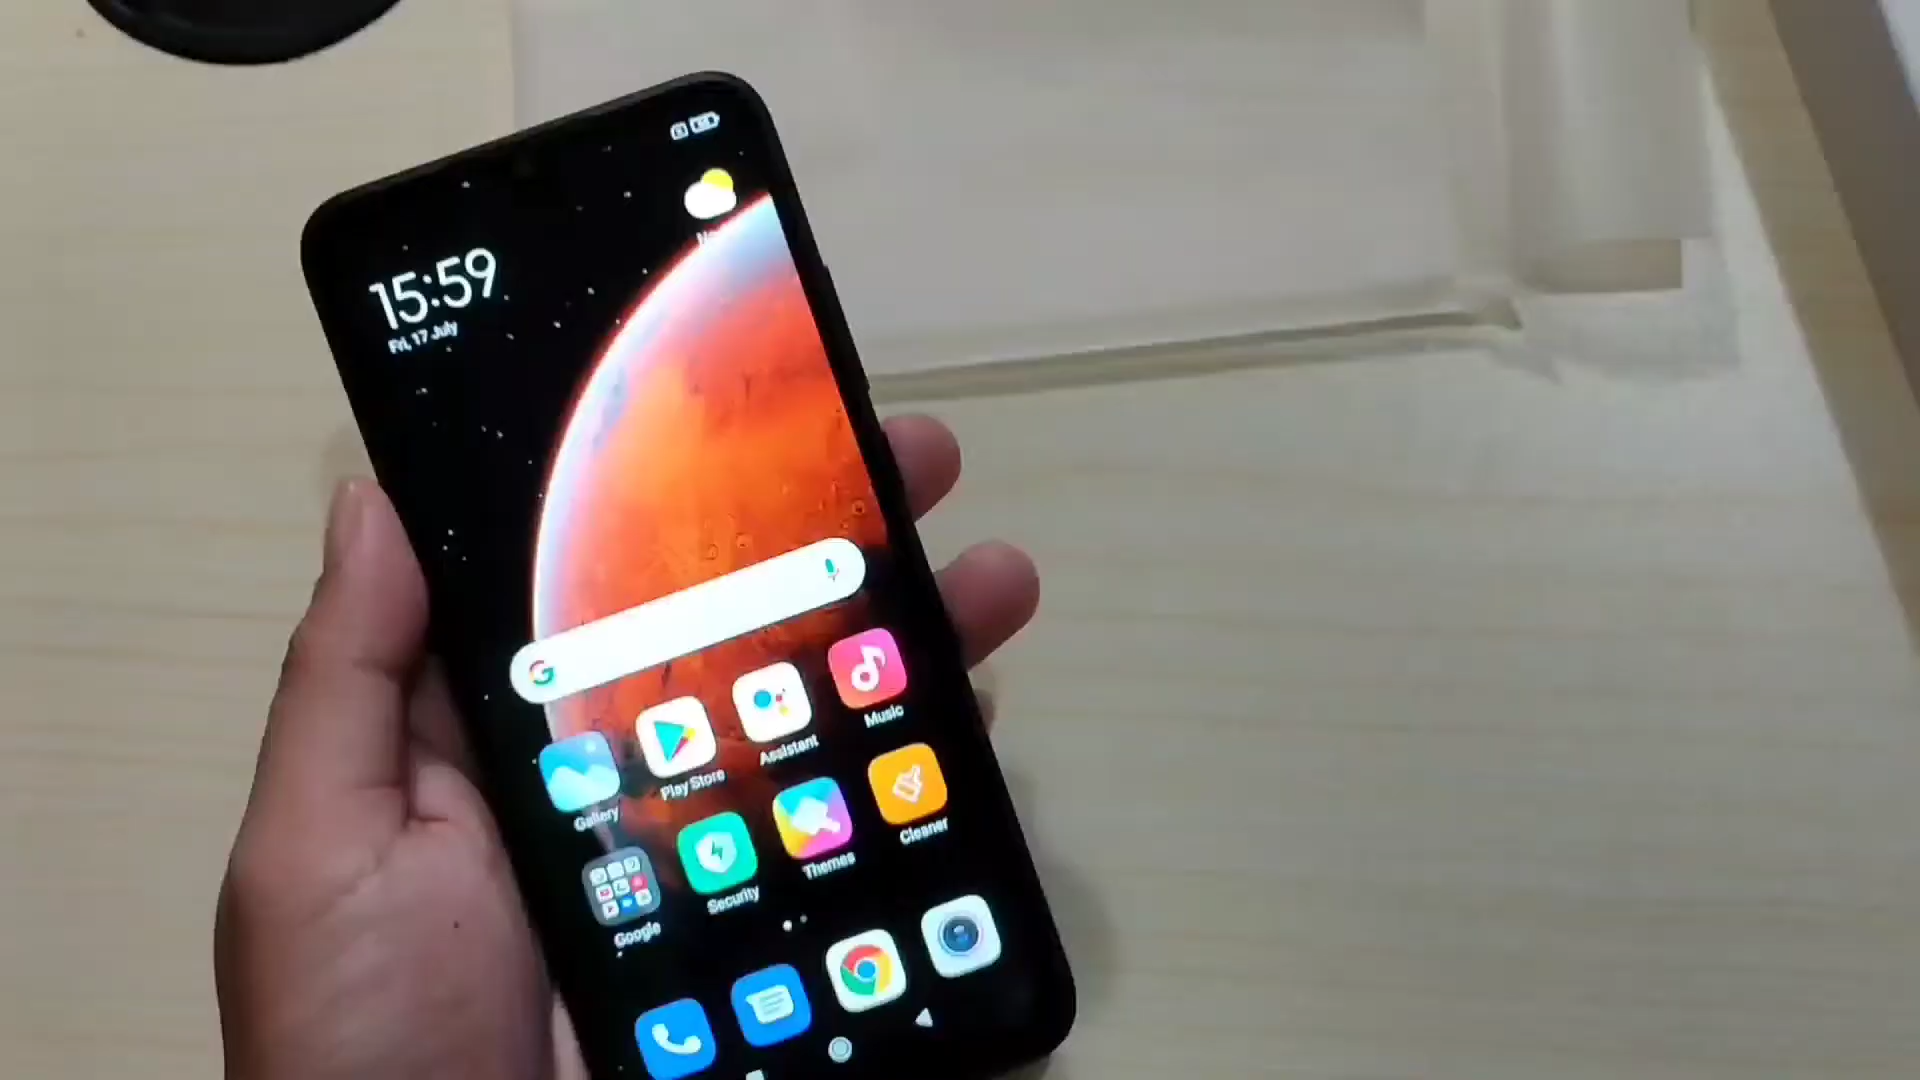 15:59
Fri, 17 July
Gallery
Play Store
Assistant
Music
Google
Security
Themes
Cleaner